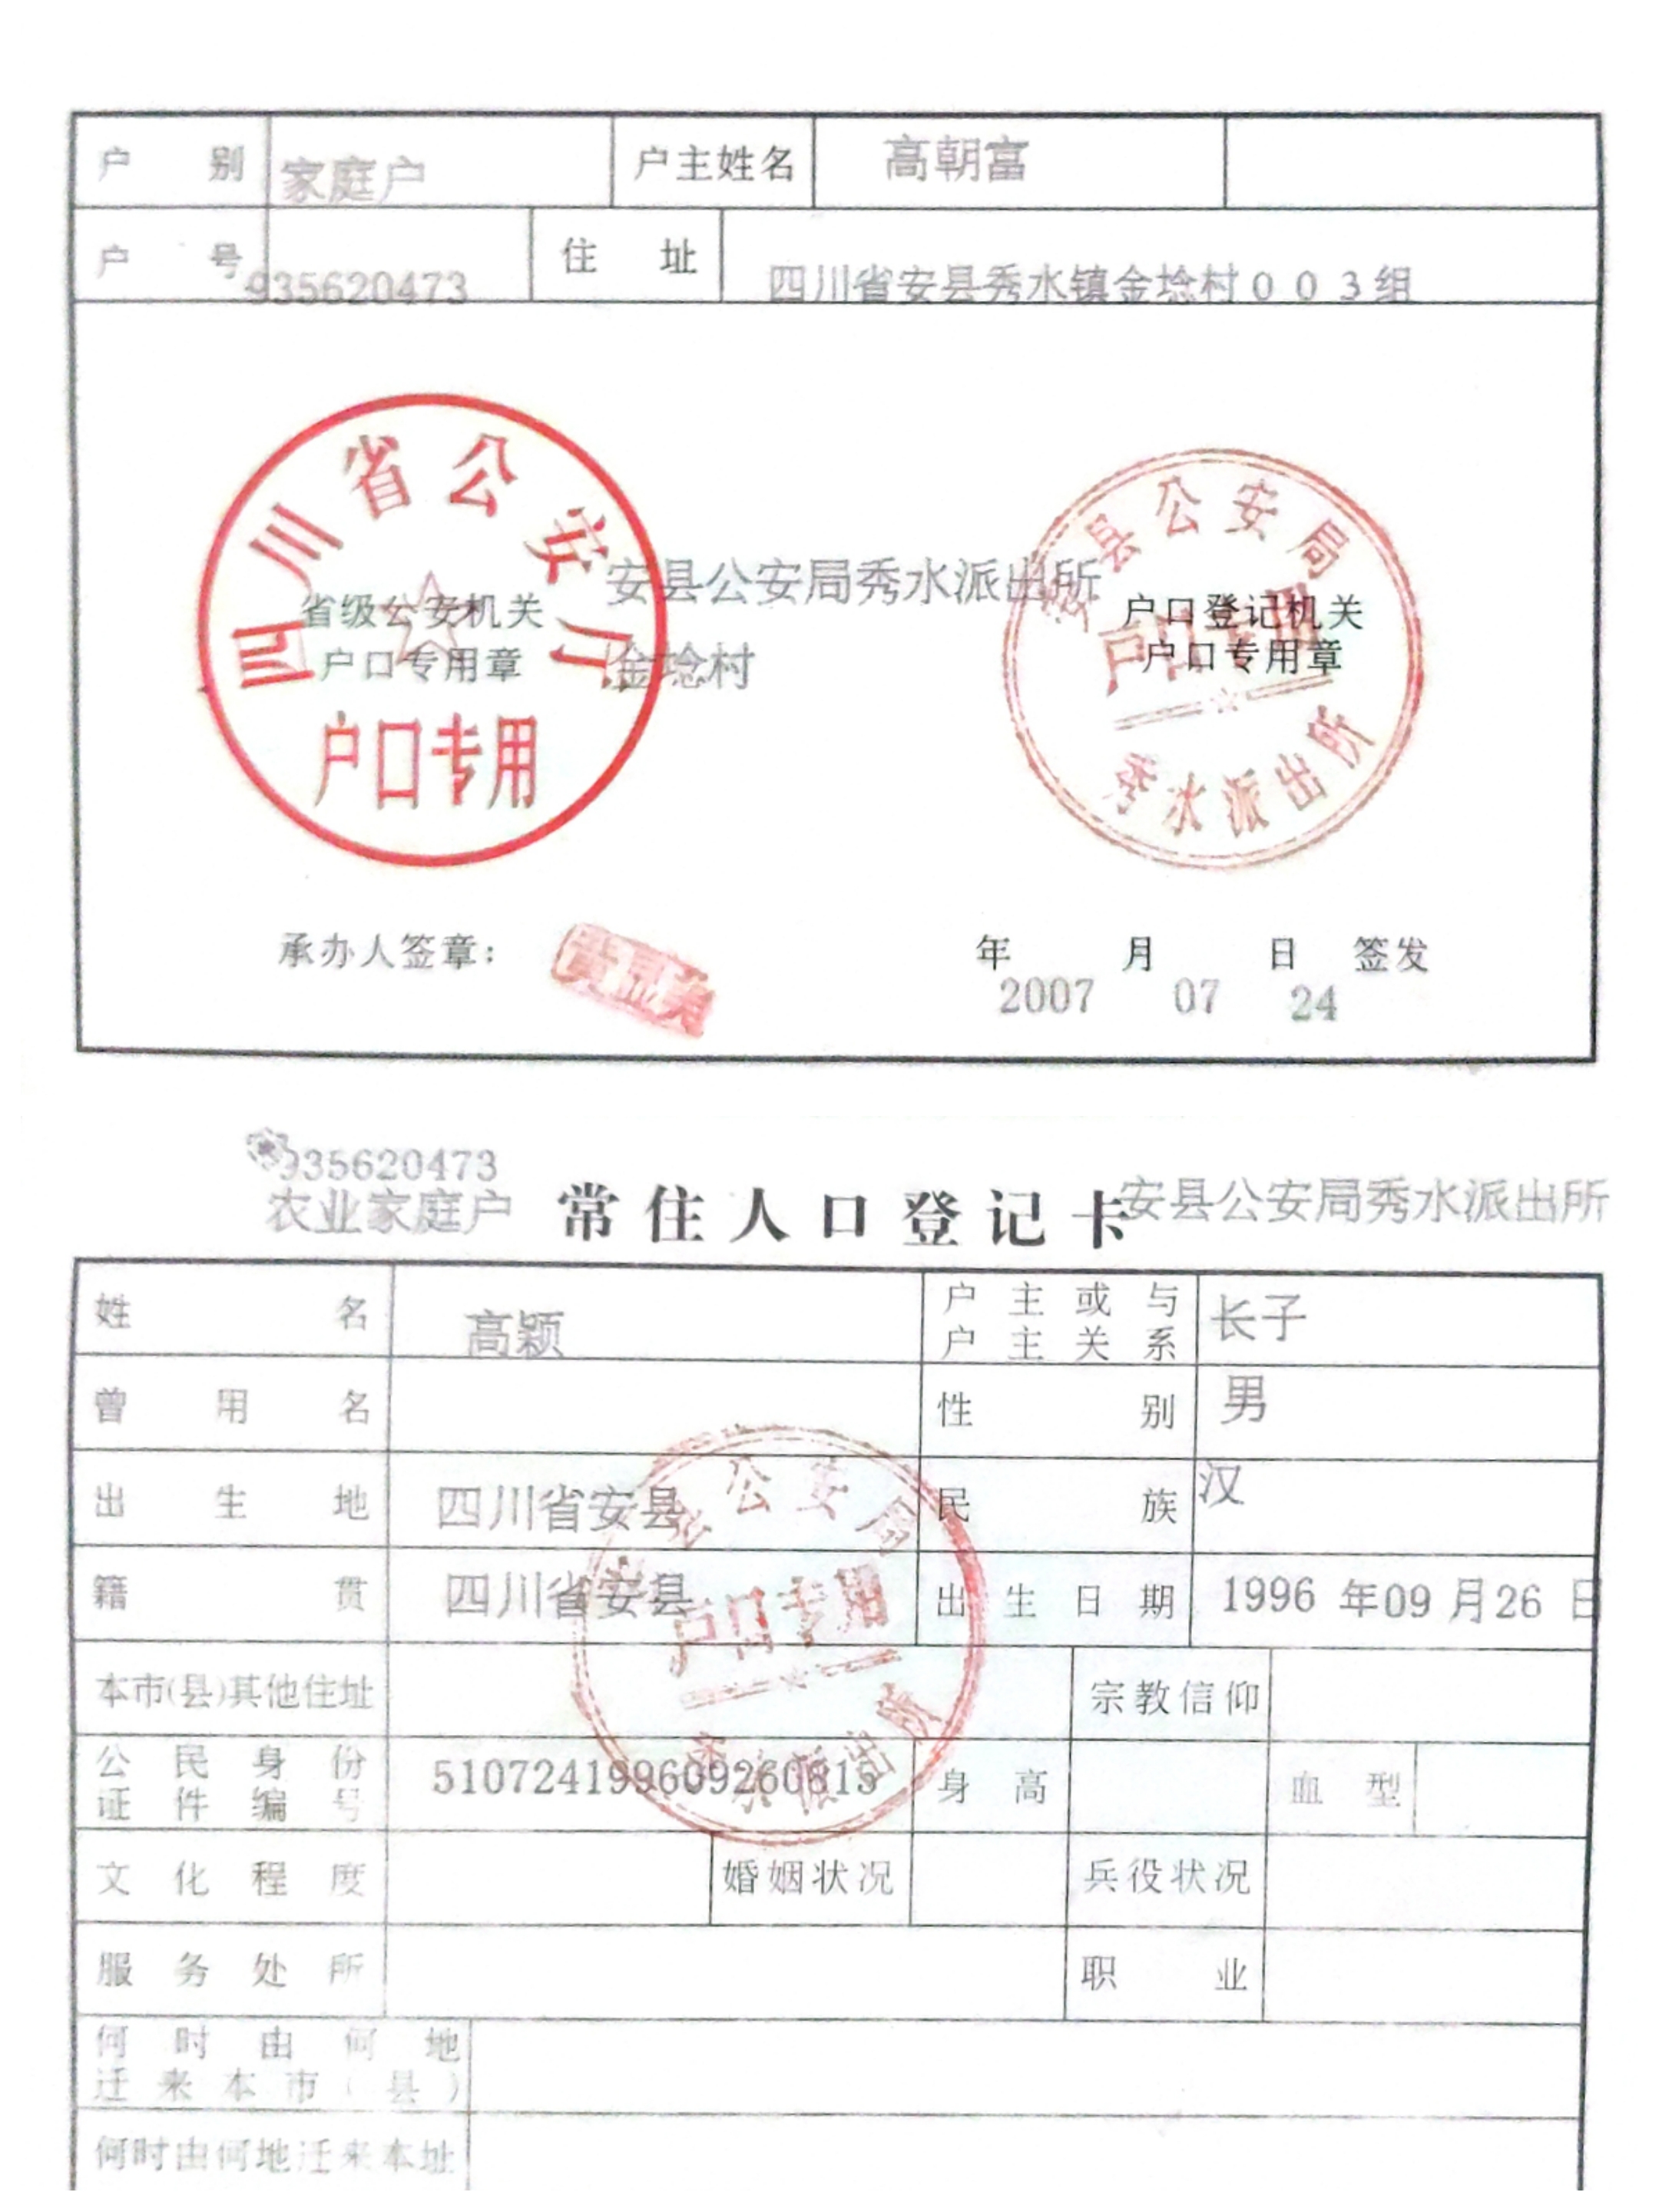 户别 家庭户 户主姓名 高朝富
户号 935620473 住址 四川省安县秀水镇金埝村003组
四川省公安厅
户口专用
省级公安机关
户口专用章
安县公安局秀水派出所
金埝村
安县公安局
户口专用
秀水派出所
户口登记机关
户口专用章
承办人签章:
年 月 日 签发
2007 07 24
935620473
农业家庭户 常住人口登记卡 安县公安局秀水派出所
姓名 高颖 户主或与户主关系 长子
曾用名 性别 男
出生地 四川省安县 民族 汉
籍贯 四川省安县 出生日期 1996年09月26日
本市(县)其他住址 宗教信仰
公民身份证件编号 510724199609260815 身高 血型
安县公安局
户口专用
秀水派出所
文化程度 婚姻状况 兵役状况
服务处所 职业
何时由何地迁来本市(县)
何时由何地迁来本址